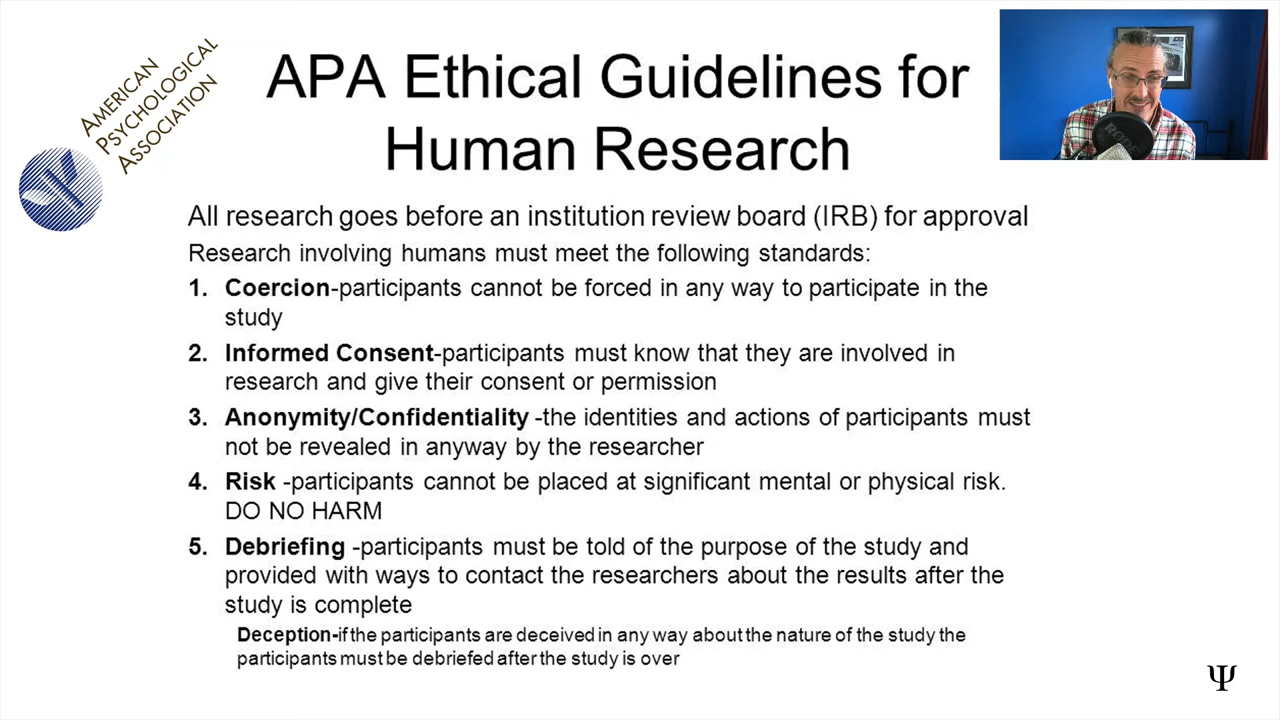 AMERICAN
PSYCHOLOGICAL
ASSOCIATION
APA Ethical Guidelines for
Human Research
All research goes before an institution review board (IRB) for approval
Research involving humans must meet the following standards:
1. Coercion-participants cannot be forced in any way to participate in the
study
2. Informed Consent-participants must know that they are involved in
research and give their consent or permission
3. Anonymity/Confidentiality -the identities and actions of participants must
not be revealed in anyway by the researcher
4. Risk -participants cannot be placed at significant mental or physical risk.
DO NO HARM
5. Debriefing -participants must be told of the purpose of the study and
provided with ways to contact the researchers about the results after the
study is complete
Deception-if the participants are deceived in any way about the nature of the study the
participants must be debriefed after the study is over
Ψ
RODE